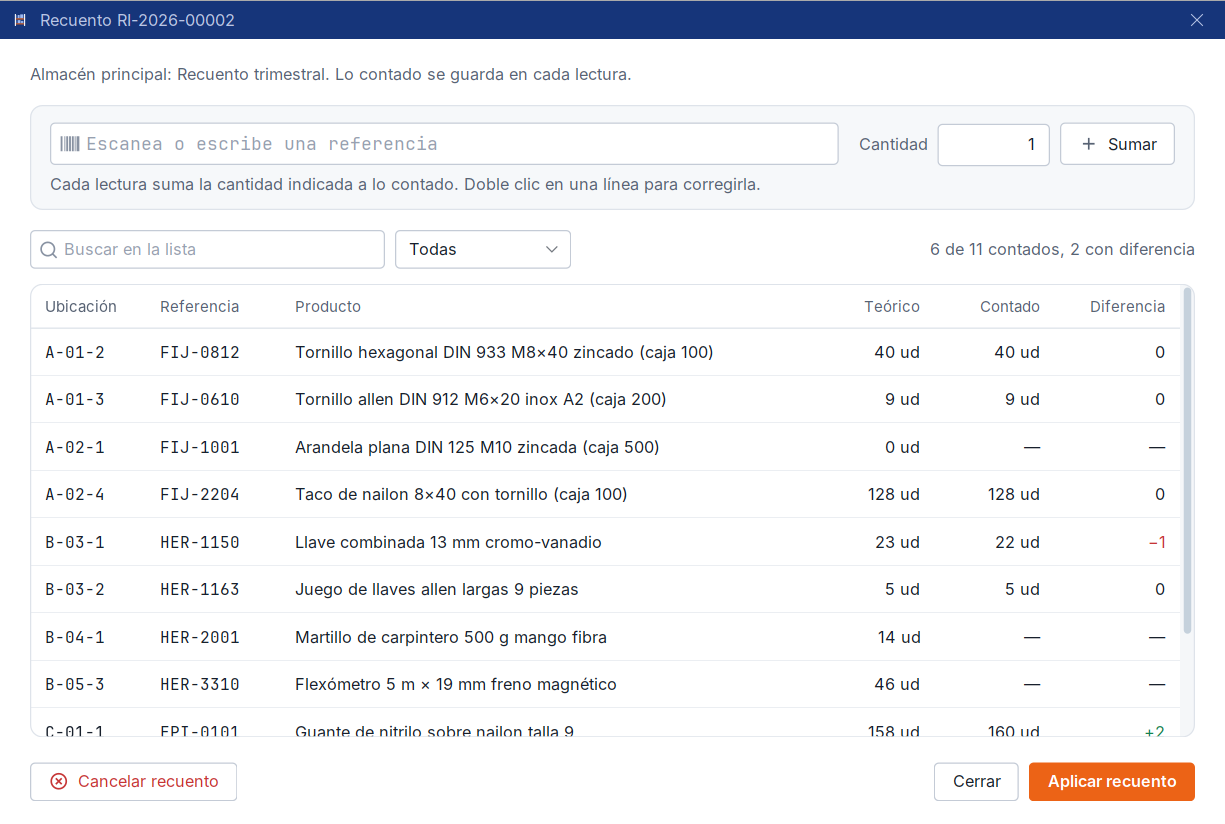 Recuento RI-2026-00002
Almacén principal: Recuento trimestral. Lo contado se guarda en cada lectura.
Escanea o escribe una referencia Cantidad 1 + Sumar
Cada lectura suma la cantidad indicada a lo contado. Doble clic en una línea para corregirla.
Buscar en la lista Todas 6 de 11 contados, 2 con diferencia
Ubicación Referencia Producto Teórico Contado Diferencia
A-01-2 FIJ-0812 Tornillo hexagonal DIN 933 M8×40 zincado (caja 100) 40 ud 40 ud 0
A-01-3 FIJ-0610 Tornillo allen DIN 912 M6×20 inox A2 (caja 200) 9 ud 9 ud 0
A-02-1 FIJ-1001 Arandela plana DIN 125 M10 zincada (caja 500) 0 ud — —
A-02-4 FIJ-2204 Taco de nailon 8×40 con tornillo (caja 100) 128 ud 128 ud 0
B-03-1 HER-1150 Llave combinada 13 mm cromo-vanadio 23 ud 22 ud −1
B-03-2 HER-1163 Juego de llaves allen largas 9 piezas 5 ud 5 ud 0
B-04-1 HER-2001 Martillo de carpintero 500 g mango fibra 14 ud — —
B-05-3 HER-3310 Flexómetro 5 m × 19 mm freno magnético 46 ud — —
C-01-1 EPI-0101 Guante de nitrilo sobre nailon talla 9 158 ud 160 ud +2
Cancelar recuento Cerrar Aplicar recuento